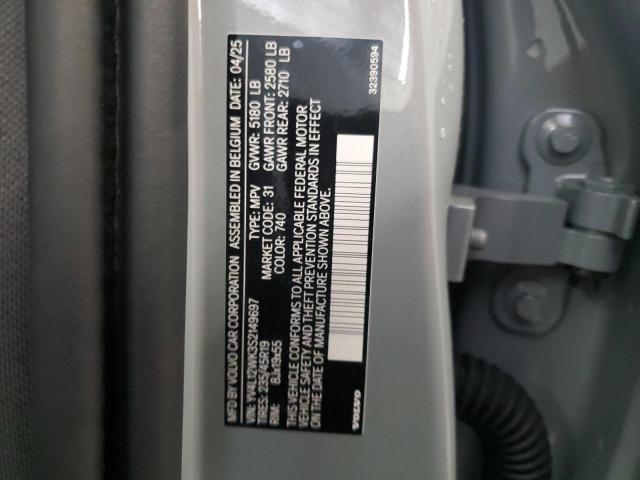 MFD BY VOLVO CAR CORPORATION ASSEMBLED IN BELGIUM DATE: 04/25
TYPE: MPV GVWR: 5180 LB
MARKET CODE: 31 GAWR FRONT: 2580 LB
TIRES: 235/45R19 COLOR: 740 GAWR REAR: 2710 LB
RIM: 8Jx19x55
THIS VEHICLE CONFORMS TO ALL APPLICABLE FEDERAL MOTOR
VEHICLE SAFETY AND THEFT PREVENTION STANDARDS IN EFFECT
ON THE DATE OF MANUFACTURE SHOWN ABOVE.
VOLVO 32390594